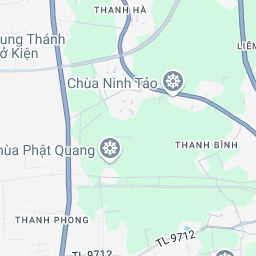 THANH HÀ
ung Thánh
ở Kiện
LIÊM
Chùa Ninh Tảo
THANH BÌNH
hùa Phật Quang
THANH PHONG
TL-9712
TL-9712